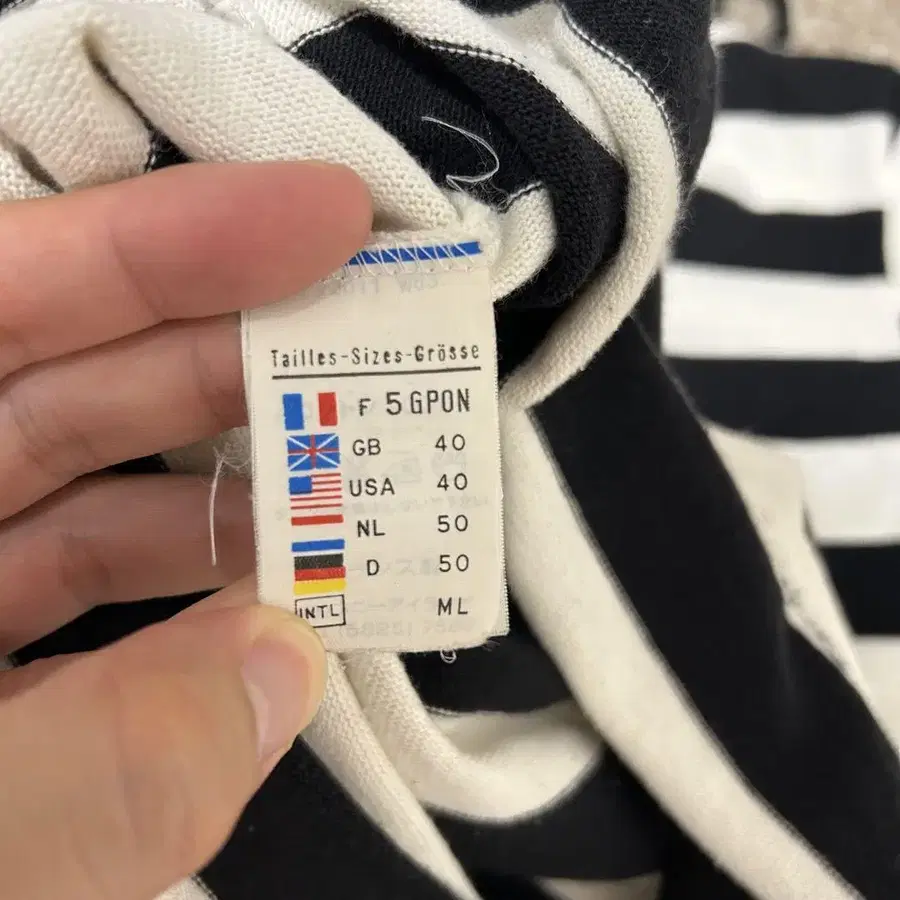 Tailles-Sizes-Grösse
F 5GPON
GB 40
USA 40
NL 50
D 50
INTL ML